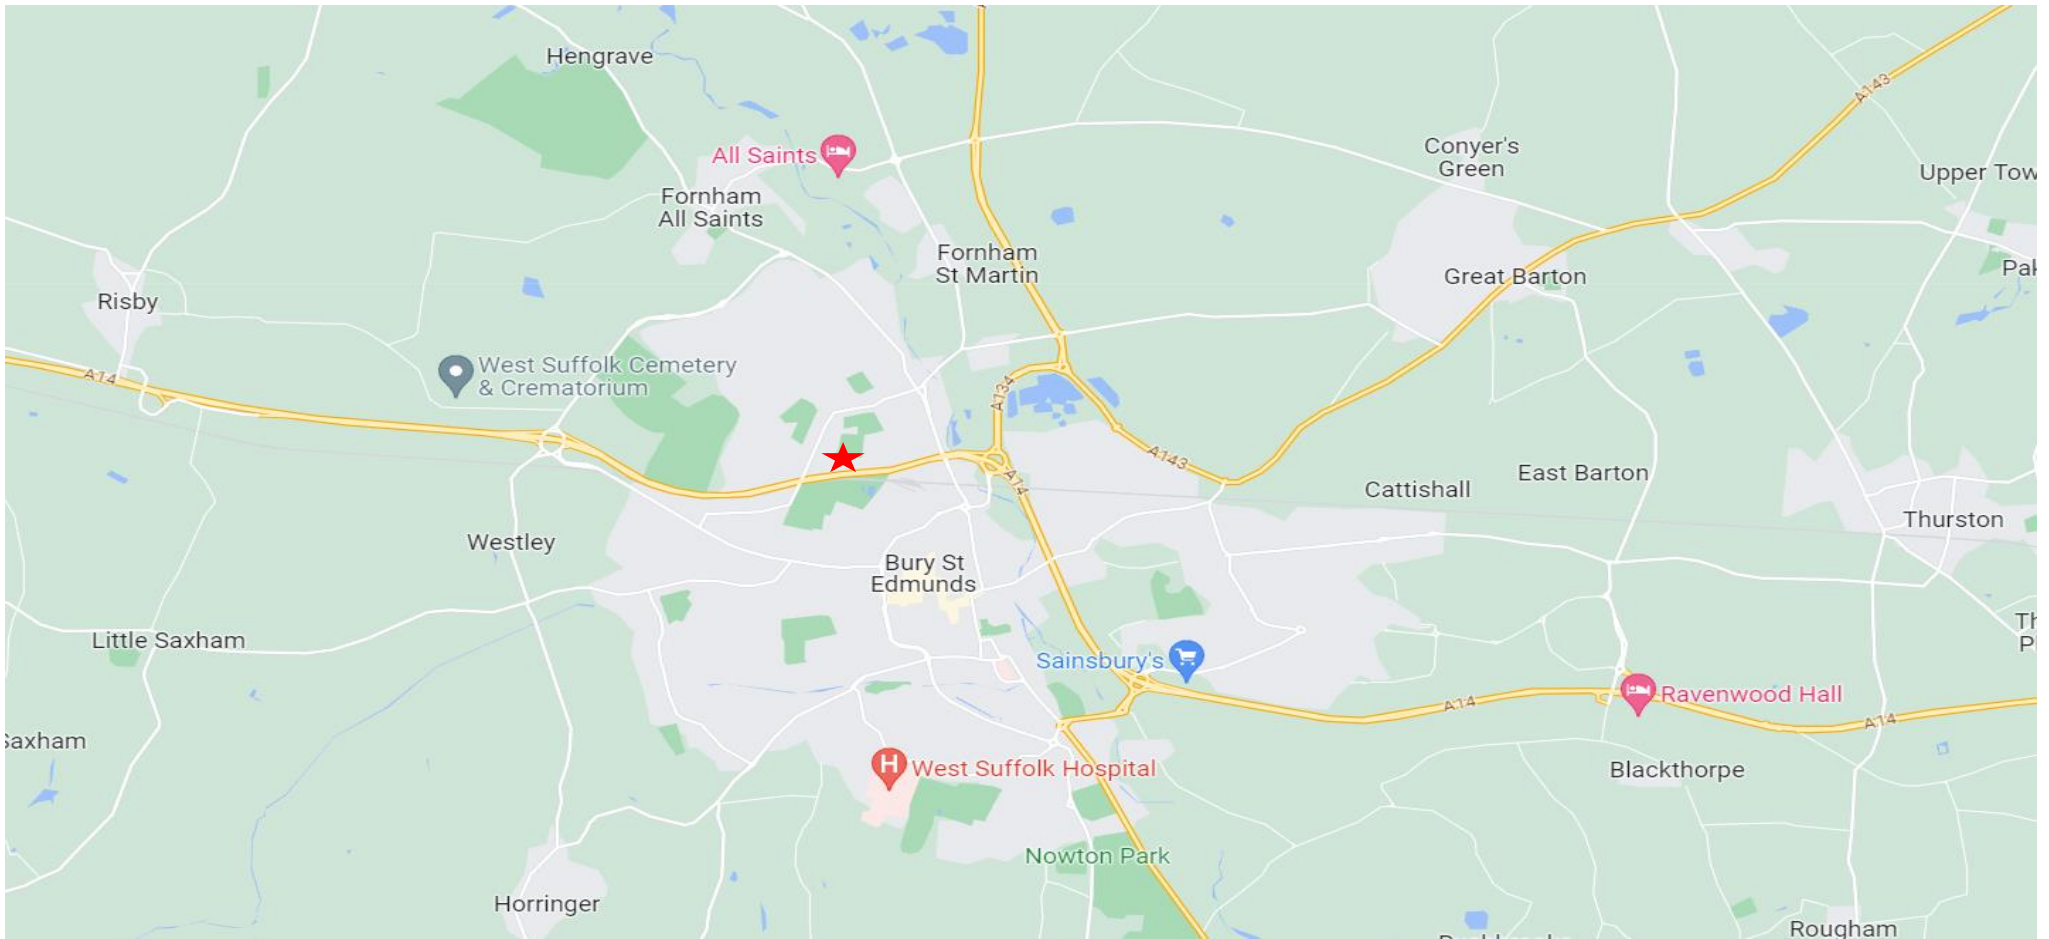 Hengrave
A143
All Saints
Conyer's
Green
Upper Tow
Fornham
All Saints
Fornham
St Martin
Great Barton
Pak
Risby
A14
West Suffolk Cemetery
& Crematorium
A134
A143
A14
East Barton
Cattishall
Thurston
Westley
Bury St
Edmunds
Th
Pl
Little Saxham
Sainsbury's
Ravenwood Hall
A14
A14
Saxham
H
West Suffolk Hospital
Blackthorpe
Nowton Park
Horringer
Rougham